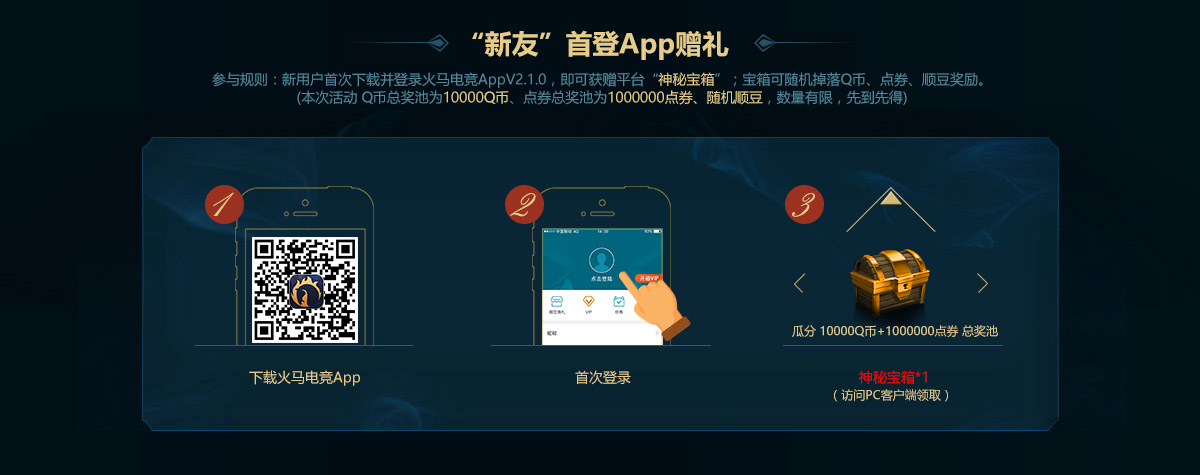 “新友”首登App赠礼
参与规则：新用户首次下载并登录火马电竞AppV2.1.0，即可获赠平台“神秘宝箱”；宝箱可随机掉落Q币、点券、顺豆奖励。
(本次活动 Q币总奖池为10000Q币、点券总奖池为1000000点券、随机顺豆，数量有限，先到先得)
1
2
3
中国移动 4G
点击登陆
开通VIP
VIP
任务
昵称
瓜分 10000Q币+1000000点券 总奖池
下载火马电竞App
首次登录
神秘宝箱*1
（访问PC客户端领取）